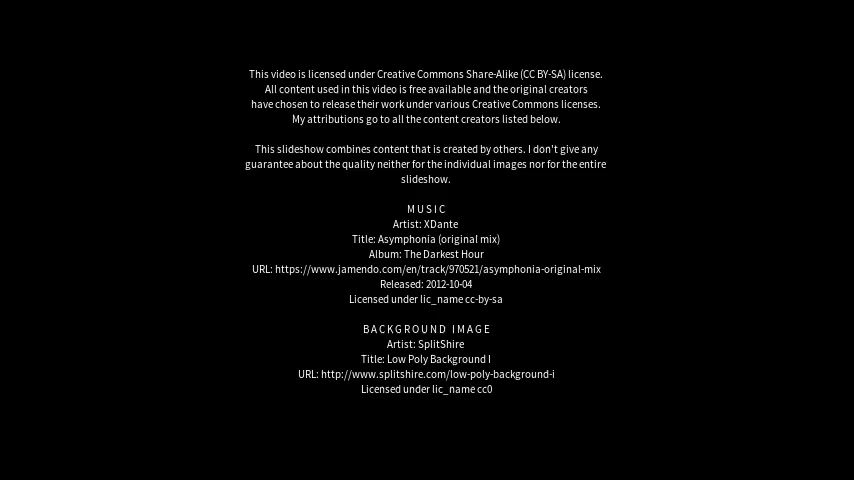 This video is licensed under Creative Commons Share-Alike (CC BY-SA) license.
All content used in this video is free available and the original creators
have chosen to release their work under various Creative Commons licenses.
My attributions go to all the content creators listed below.
This slideshow combines content that is created by others. I don't give any
guarantee about the quality neither for the individual images nor for the entire
slideshow.
MUSIC
Artist: XDante
Title: Asymphonia (original mix)
Album: The Darkest Hour
URL: https://www.jamendo.com/en/track/970521/asymphonia-original-mix
Released: 2012-10-04
Licensed under lic_name cc-by-sa
BACKGROUND IMAGE
Artist: SplitShire
Title: Low Poly Background I
URL: http://www.splitshire.com/low-poly-background-i
Licensed under lic_name cc0